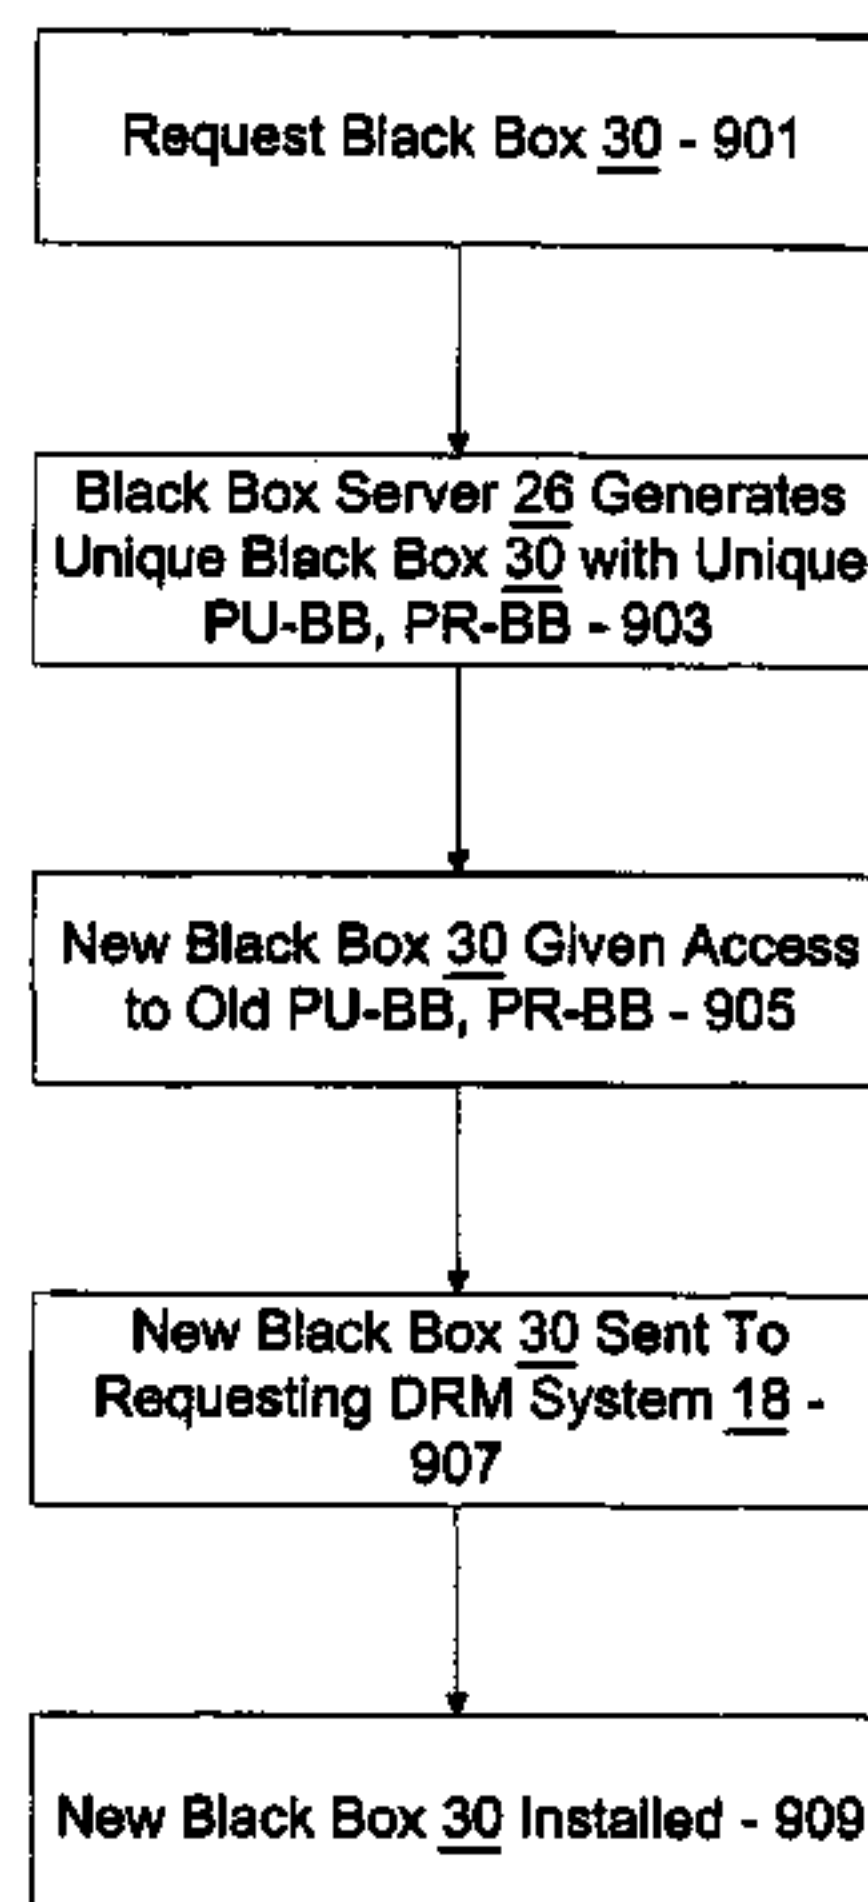 Request Black Box 30 - 901
Black Box Server 26 Generates
Unique Black Box 30 with Unique
PU-BB, PR-BB - 903
New Black Box 30 Given Access
to Old PU-BB, PR-BB - 905
New Black Box 30 Sent To
Requesting DRM System 18 -
907
New Black Box 30 Installed - 909